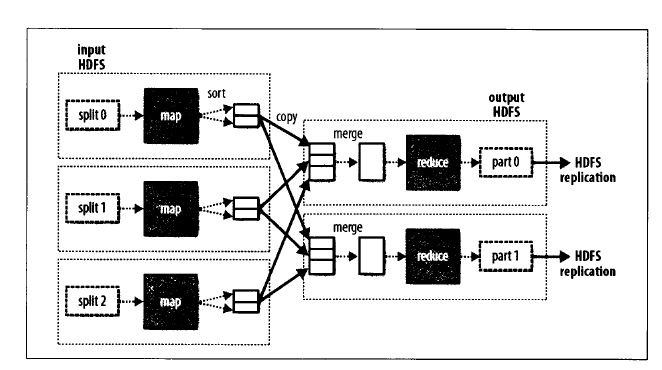 input
HDFS
sort
split 0
map
copy
output
HDFS
merge
reduce
part 0
HDFS
replication
split 1
map
merge
reduce
part 1
HDFS
replication
split 2
map